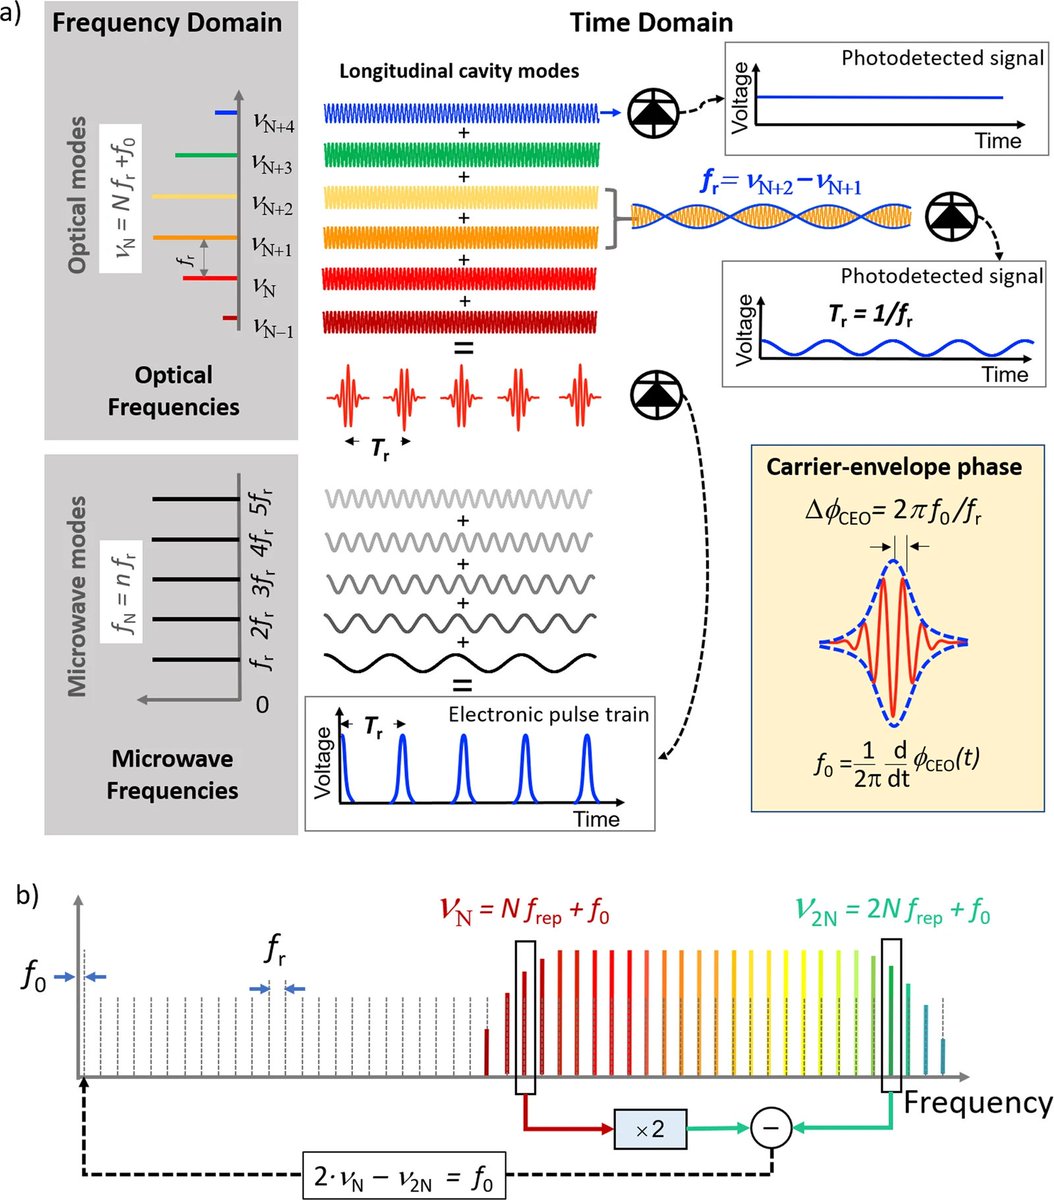 a)
Frequency Domain
Time Domain
Longitudinal cavity modes
Optical modes
νN = N fr +f0
νN+4
νN+3
νN+2
νN+1
νN
νN−1
fr
Optical
Frequencies
+
+
+
+
+
=
Tr
Photodetected signal
Voltage
Time
fr = νN+2 − νN+1
Photodetected signal
Tr = 1/fr
Voltage
Time
Microwave modes
fN = n fr
5fr
4fr
3fr
2fr
fr
0
Microwave
Frequencies
+
+
+
+
=
Tr
Electronic pulse train
Voltage
Time
Carrier-envelope phase
ΔϕCEO = 2π f0/fr
f0 = 1/2π d/dt ϕCEO(t)
b)
νN = N frep + f0
ν2N = 2N frep + f0
f0
fr
Frequency
×2
−
2·νN − ν2N = f0